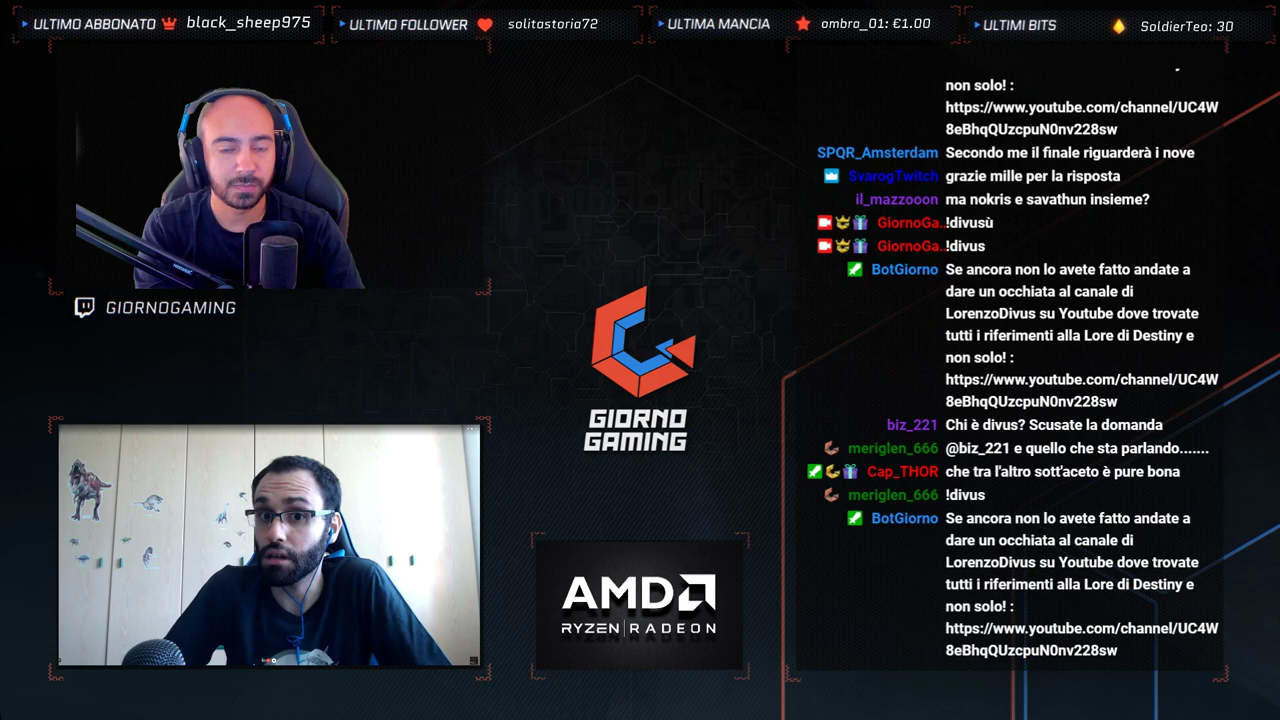 ULTIMO ABBONATO black_sheep975
ULTIMO FOLLOWER solitastoria72
ULTIMA MANCIA ombra_01: €1.00
ULTIMI BITS SoldierTea: 30
GIORNOGAMING
GIORNO
GAMING
AMD
RYZEN | RADEON
non solo! :
https://www.youtube.com/channel/UC4W
8eBhqQUzcpuN0nv228sw
SPQR_Amsterdam Secondo me il finale riguarderà i nove
SvarogTwitch grazie mille per la risposta
il_mazzooon ma nokris e savathun insieme?
GiornoGa.. !divusù
GiornoGa.. !divus
BotGiorno Se ancora non lo avete fatto andate a
dare un occhiata al canale di
LorenzoDivus su Youtube dove trovate
tutti i riferimenti alla Lore di Destiny e
non solo! :
https://www.youtube.com/channel/UC4W
8eBhqQUzcpuN0nv228sw
biz_221 Chi è divus? Scusate la domanda
meriglen_666 @biz_221 e quello che sta parlando.......
Cap_THOR che tra l'altro sott'aceto è pure bona
meriglen_666 !divus
BotGiorno Se ancora non lo avete fatto andate a
dare un occhiata al canale di
LorenzoDivus su Youtube dove trovate
tutti i riferimenti alla Lore di Destiny e
non solo! :
https://www.youtube.com/channel/UC4W
8eBhqQUzcpuN0nv228sw